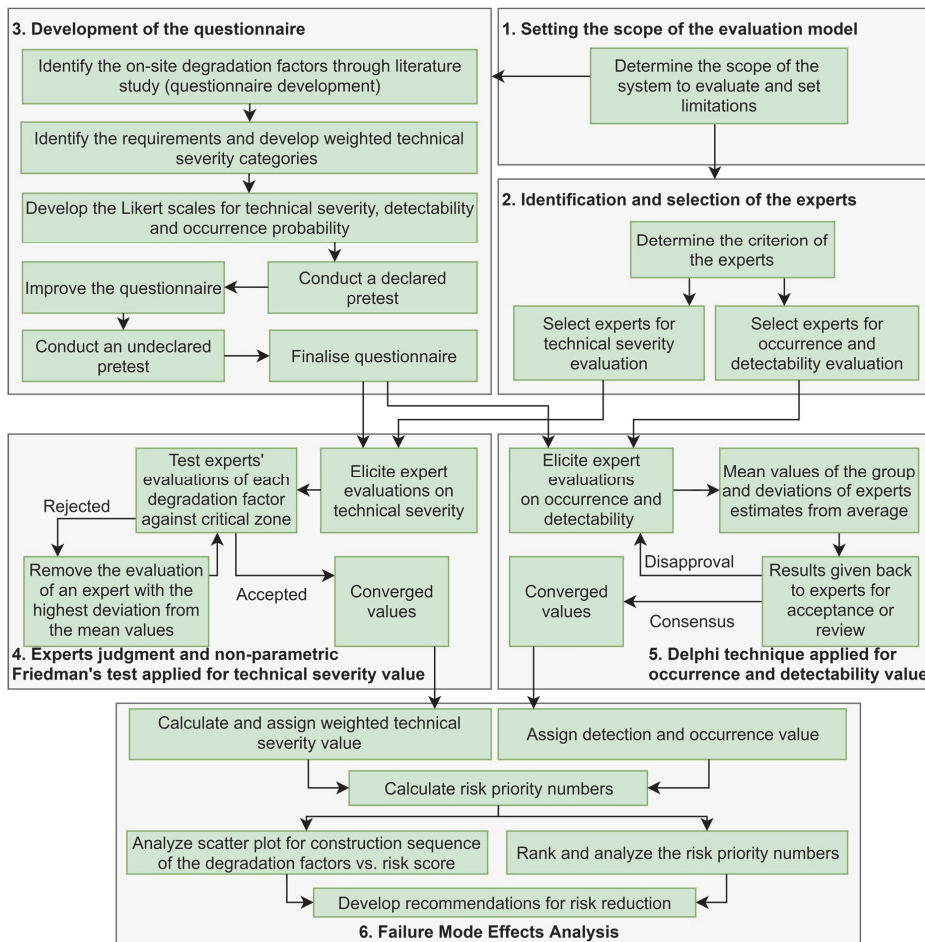 3. Development of the questionnaire
Identify the on-site degradation factors through literature
study (questionnaire development)
Identify the requirements and develop weighted technical
severity categories
Develop the Likert scales for technical severity, detectability
and occurrence probability
Conduct a declared
pretest
Improve the questionnaire
Conduct an undeclared
pretest
Finalise questionnaire
1. Setting the scope of the evaluation model
Determine the scope of the
system to evaluate and set
limitations
2. Identification and selection of the experts
Determine the criterion of
the experts
Select experts for
technical severity
evaluation
Select experts for
occurrence and
detectability evaluation
Test experts'
evaluations of each
degradation factor
against critical zone
Elicite expert
evaluations on
technical severity
Rejected
Remove the evaluation
of an expert with the
highest deviation from
the mean values
Accepted
Converged
values
4. Experts judgment and non-parametric
Friedman's test applied for technical severity value
Elicite expert
evaluations
on occurrence and
detectability
Mean values of the group
and deviations of experts
estimates from average
Disapproval
Results given back
to experts for
acceptance or
review
Consensus
Converged
values
5. Delphi technique applied for
occurrence and detectability value
Calculate and assign weighted technical
severity value
Assign detection and occurrence value
Calculate risk priority numbers
Analyze scatter plot for construction sequence
of the degradation factors vs. risk score
Rank and analyze the risk priority numbers
Develop recommendations for risk reduction
6. Failure Mode Effects Analysis